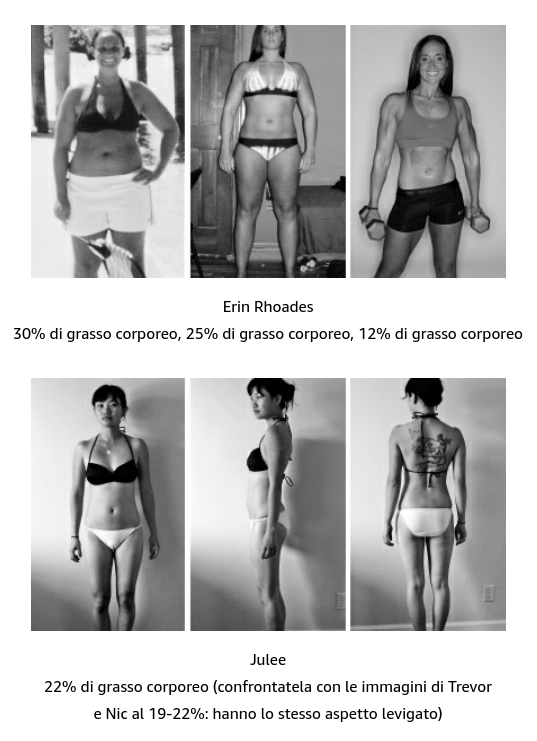 Erin Rhoades
30% di grasso corporeo, 25% di grasso corporeo, 12% di grasso corporeo
Julee
22% di grasso corporeo (confrontatela con le immagini di Trevor
e Nic al 19-22%: hanno lo stesso aspetto levigato)